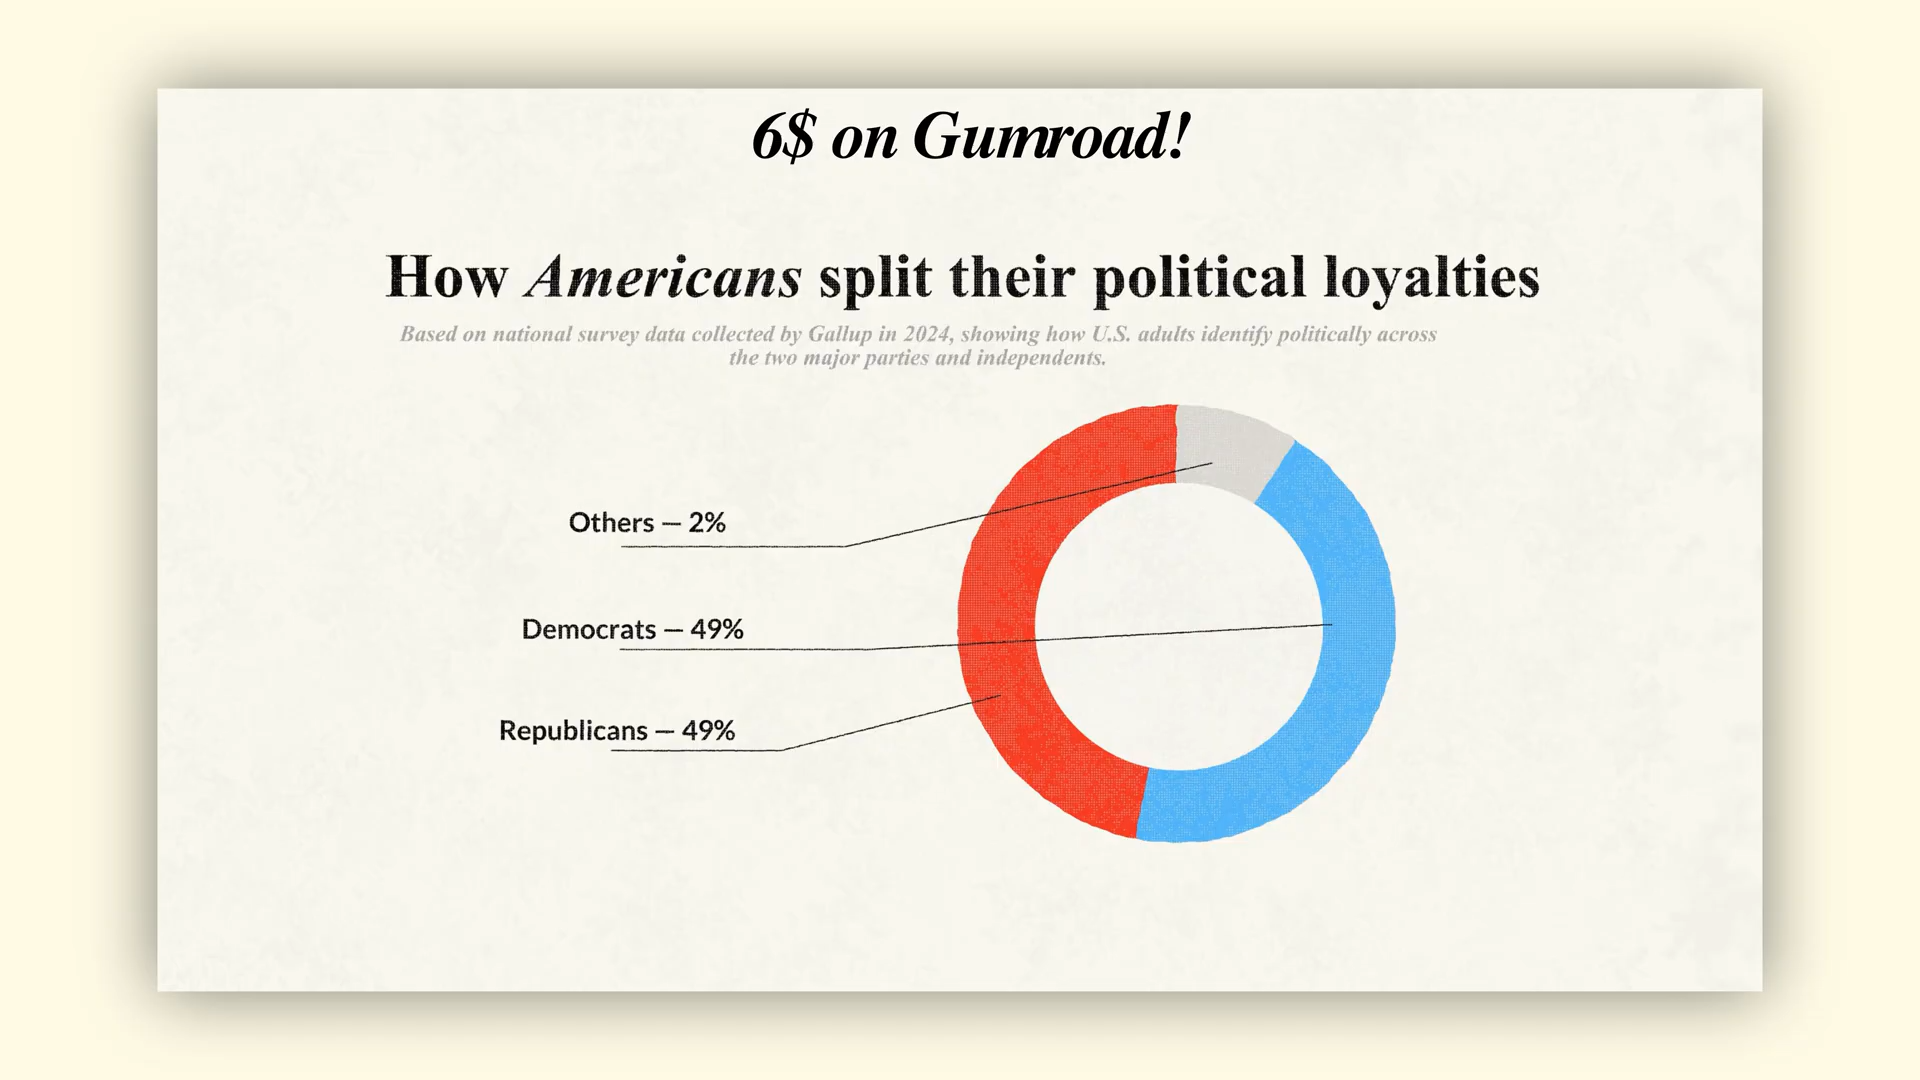 6$ on Gumroad!
How Americans split their political loyalties
Based on national survey data collected by Gallup in 2024, showing how U.S. adults identify politically across
the two major parties and independents.
Others – 2%
Democrats – 49%
Republicans – 49%